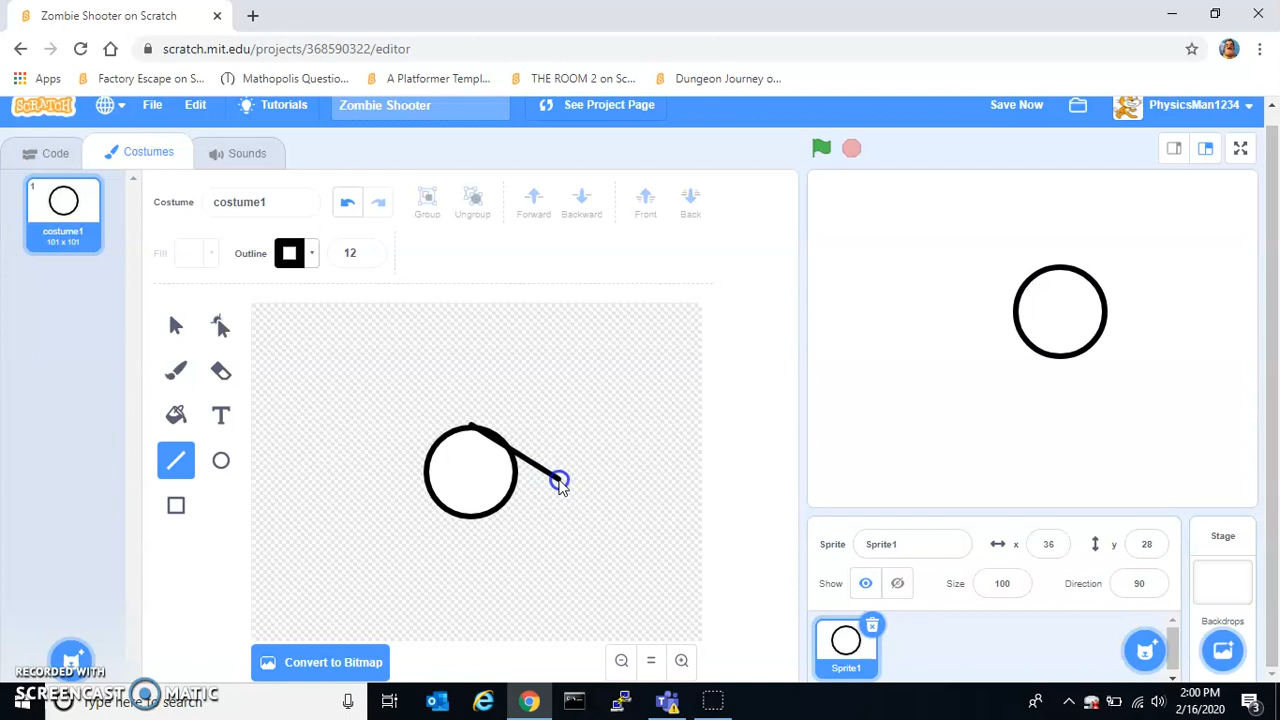 Zombie Shooter on Scratch
scratch.mit.edu/projects/368590322/editor
Apps Factory Escape on S... Mathopolis Questio... A Platformer Templ... THE ROOM 2 on Sc... Dungeon Journey o...
SCRATCH File Edit Tutorials Zombie Shooter See Project Page Save Now PhysicsMan1234
Code Costumes Sounds
1
costume1
101 x 101
Costume costume1 Group Ungroup Forward Backward Front Back
Fill Outline 12
T
Convert to Bitmap
Sprite Sprite1 x 36 y 28
Show Size 100 Direction 90
Sprite1
Stage
Backdrops
RECORDED WITH
SCREENCAST MATIC
Type here to search
2:00 PM
2/16/2020
3